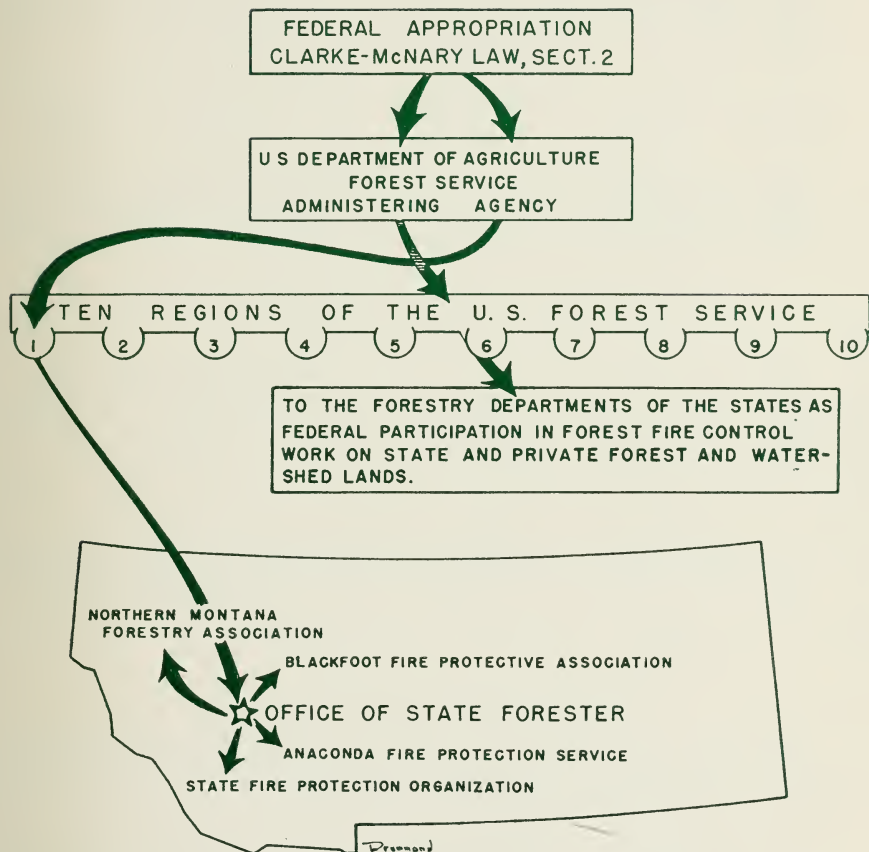 FEDERAL APPROPRIATION
CLARKE-McNARY LAW, SECT. 2
U S DEPARTMENT OF AGRICULTURE
FOREST SERVICE
ADMINISTERING AGENCY
TEN REGIONS OF THE U.S. FOREST SERVICE
1 2 3 4 5 6 7 8 9 10
TO THE FORESTRY DEPARTMENTS OF THE STATES AS
FEDERAL PARTICIPATION IN FOREST FIRE CONTROL
WORK ON STATE AND PRIVATE FOREST AND WATER-
SHED LANDS.
NORTHERN MONTANA
FORESTRY ASSOCIATION
BLACKFOOT FIRE PROTECTIVE ASSOCIATION
OFFICE OF STATE FORESTER
ANACONDA FIRE PROTECTION SERVICE
STATE FIRE PROTECTION ORGANIZATION
Drummond